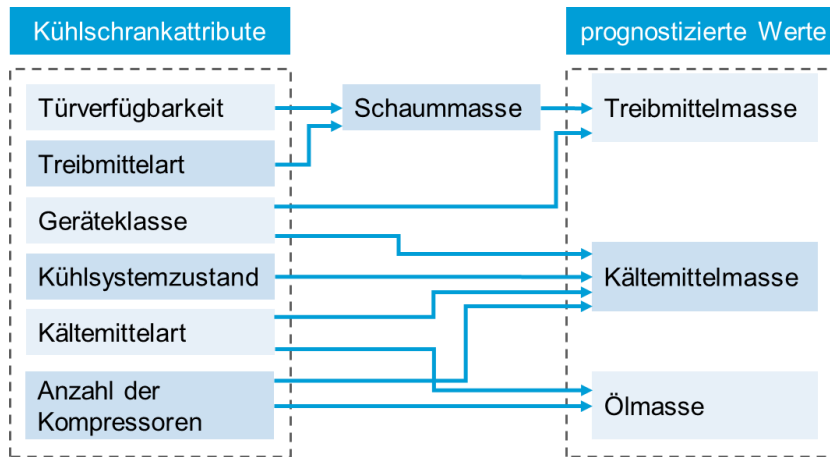 Kühlschrankattribute
prognostizierte Werte
Türverfügbarkeit
Schaummasse
Treibmittelmasse
Treibmittelart
Geräteklasse
Kühlsystemzustand
Kältemittelmasse
Kältemittelart
Anzahl der
Kompressoren
Ölmasse